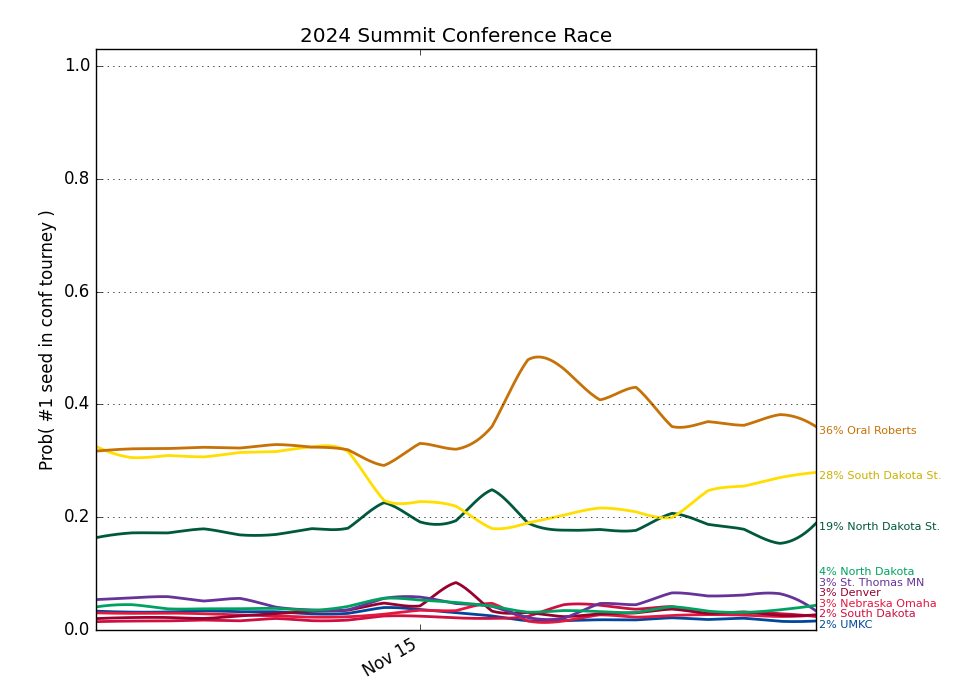 2024 Summit Conference Race
Prob( #1 seed in conf tourney )
1.0
0.8
0.6
0.4
0.2
0.0
Nov 15
36% Oral Roberts
28% South Dakota St.
19% North Dakota St.
4% North Dakota
3% St. Thomas MN
3% Denver
3% Nebraska Omaha
2% South Dakota
2% UMKC